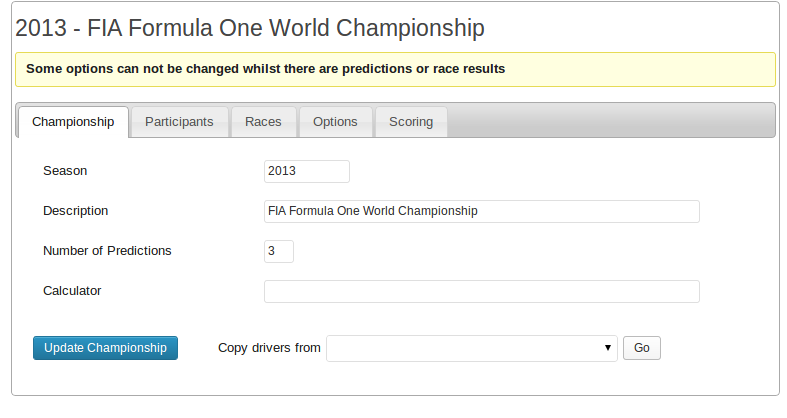 2013 - FIA Formula One World Championship
Some options can not be changed whilst there are predictions or race results
Championship Participants Races Options Scoring
Season 2013
Description FIA Formula One World Championship
Number of Predictions 3
Calculator
Update Championship Copy drivers from Go